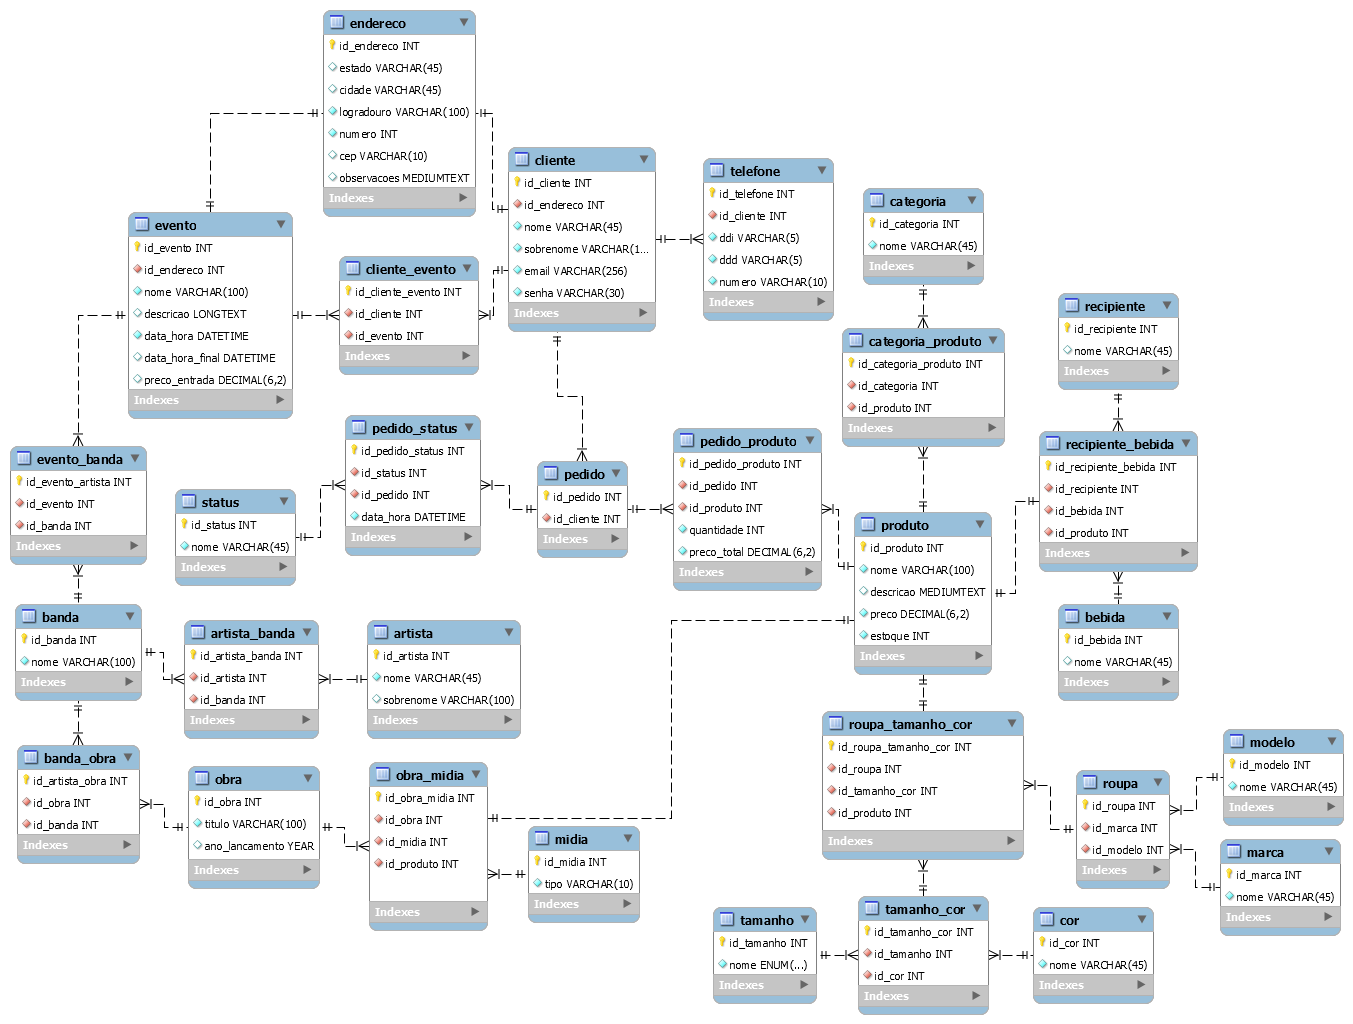 endereco
id_endereco INT
estado VARCHAR(45)
cidade VARCHAR(45)
logradouro VARCHAR(100)
numero INT
cep VARCHAR(10)
observacoes MEDIUMTEXT
Indexes
cliente
id_cliente INT
id_endereco INT
nome VARCHAR(45)
sobrenome VARCHAR(1...
email VARCHAR(256)
senha VARCHAR(30)
Indexes
telefone
id_telefone INT
id_cliente INT
ddi VARCHAR(5)
ddd VARCHAR(5)
numero VARCHAR(10)
Indexes
categoria
id_categoria INT
nome VARCHAR(45)
Indexes
evento
id_evento INT
id_endereco INT
nome VARCHAR(100)
descricao LONGTEXT
data_hora DATETIME
data_hora_final DATETIME
preco_entrada DECIMAL(6,2)
Indexes
cliente_evento
id_cliente_evento INT
id_cliente INT
id_evento INT
Indexes
categoria_produto
id_categoria_produto INT
id_categoria INT
id_produto INT
Indexes
recipiente
id_recipiente INT
nome VARCHAR(45)
Indexes
evento_banda
id_evento_artista INT
id_evento INT
id_banda INT
Indexes
status
id_status INT
nome VARCHAR(45)
Indexes
pedido_status
id_pedido_status INT
id_status INT
id_pedido INT
data_hora DATETIME
Indexes
pedido
id_pedido INT
id_cliente INT
Indexes
pedido_produto
id_pedido_produto INT
id_pedido INT
id_produto INT
quantidade INT
preco_total DECIMAL(6,2)
Indexes
produto
id_produto INT
nome VARCHAR(100)
descricao MEDIUMTEXT
preco DECIMAL(6,2)
estoque INT
Indexes
recipiente_bebida
id_recipiente_bebida INT
id_recipiente INT
id_bebida INT
id_produto INT
Indexes
bebida
id_bebida INT
nome VARCHAR(45)
Indexes
banda
id_banda INT
nome VARCHAR(100)
Indexes
artista_banda
id_artista_banda INT
id_artista INT
id_banda INT
Indexes
artista
id_artista INT
nome VARCHAR(45)
sobrenome VARCHAR(100)
Indexes
banda_obra
id_artista_obra INT
id_obra INT
id_banda INT
Indexes
obra
id_obra INT
titulo VARCHAR(100)
ano_lancamento YEAR
Indexes
obra_midia
id_obra_midia INT
id_obra INT
id_midia INT
id_produto INT
Indexes
midia
id_midia INT
tipo VARCHAR(10)
Indexes
roupa_tamanho_cor
id_roupa_tamanho_cor INT
id_roupa INT
id_tamanho_cor INT
id_produto INT
Indexes
roupa
id_roupa INT
id_marca INT
id_modelo INT
Indexes
modelo
id_modelo INT
nome VARCHAR(45)
Indexes
marca
id_marca INT
nome VARCHAR(45)
Indexes
tamanho
id_tamanho INT
nome ENUM(...)
Indexes
tamanho_cor
id_tamanho_cor INT
id_tamanho INT
id_cor INT
Indexes
cor
id_cor INT
nome VARCHAR(45)
Indexes